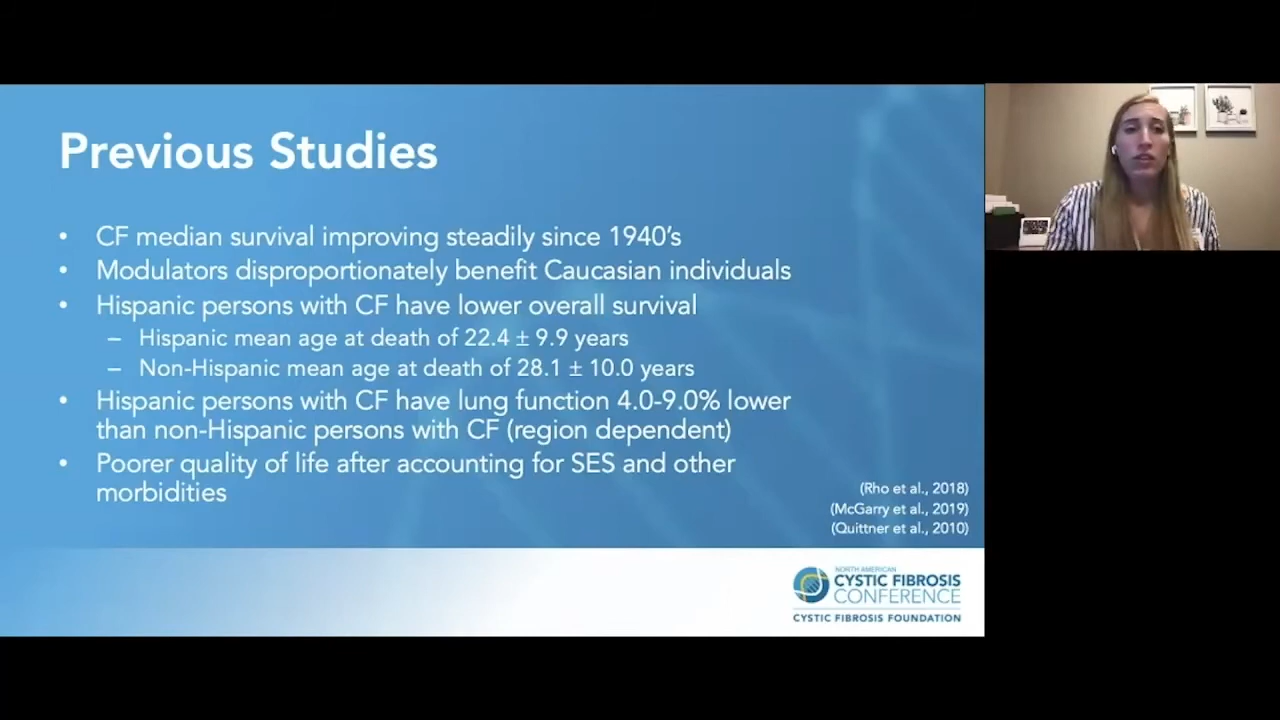 Previous Studies
• CF median survival improving steadily since 1940's
• Modulators disproportionately benefit Caucasian individuals
• Hispanic persons with CF have lower overall survival
– Hispanic mean age at death of 22.4 ± 9.9 years
– Non-Hispanic mean age at death of 28.1 ± 10.0 years
• Hispanic persons with CF have lung function 4.0-9.0% lower
than non-Hispanic persons with CF (region dependent)
• Poorer quality of life after accounting for SES and other
morbidities
(Rho et al., 2018)
(McGarry et al., 2019)
(Quittner et al., 2010)
NORTH AMERICAN
CYSTIC FIBROSIS
CONFERENCE
CYSTIC FIBROSIS FOUNDATION